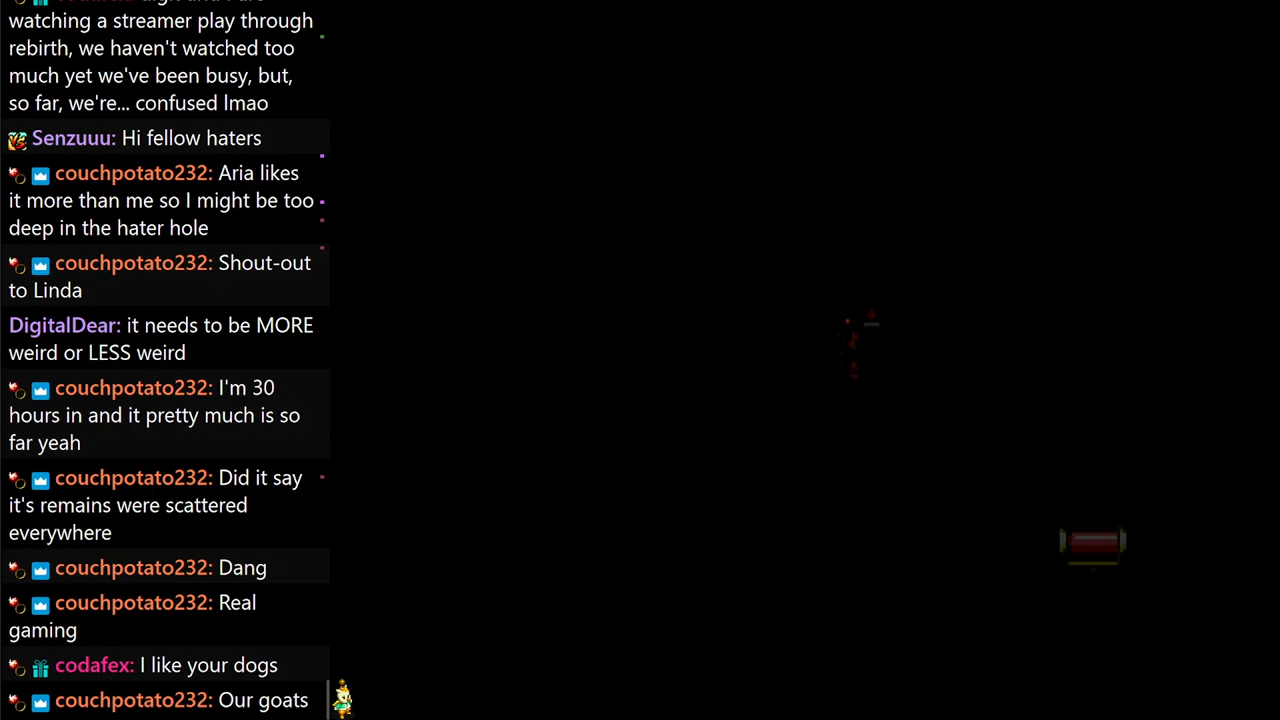 watching a streamer play through
rebirth, we haven't watched too
much yet we've been busy, but,
so far, we're... confused lmao
Senzuuu: Hi fellow haters
couchpotato232: Aria likes
it more than me so I might be too
deep in the hater hole
couchpotato232: Shout-out
to Linda
DigitalDear: it needs to be MORE
weird or LESS weird
couchpotato232: I'm 30
hours in and it pretty much is so
far yeah
couchpotato232: Did it say
it's remains were scattered
everywhere
couchpotato232: Dang
couchpotato232: Real
gaming
codafex: I like your dogs
couchpotato232: Our goats